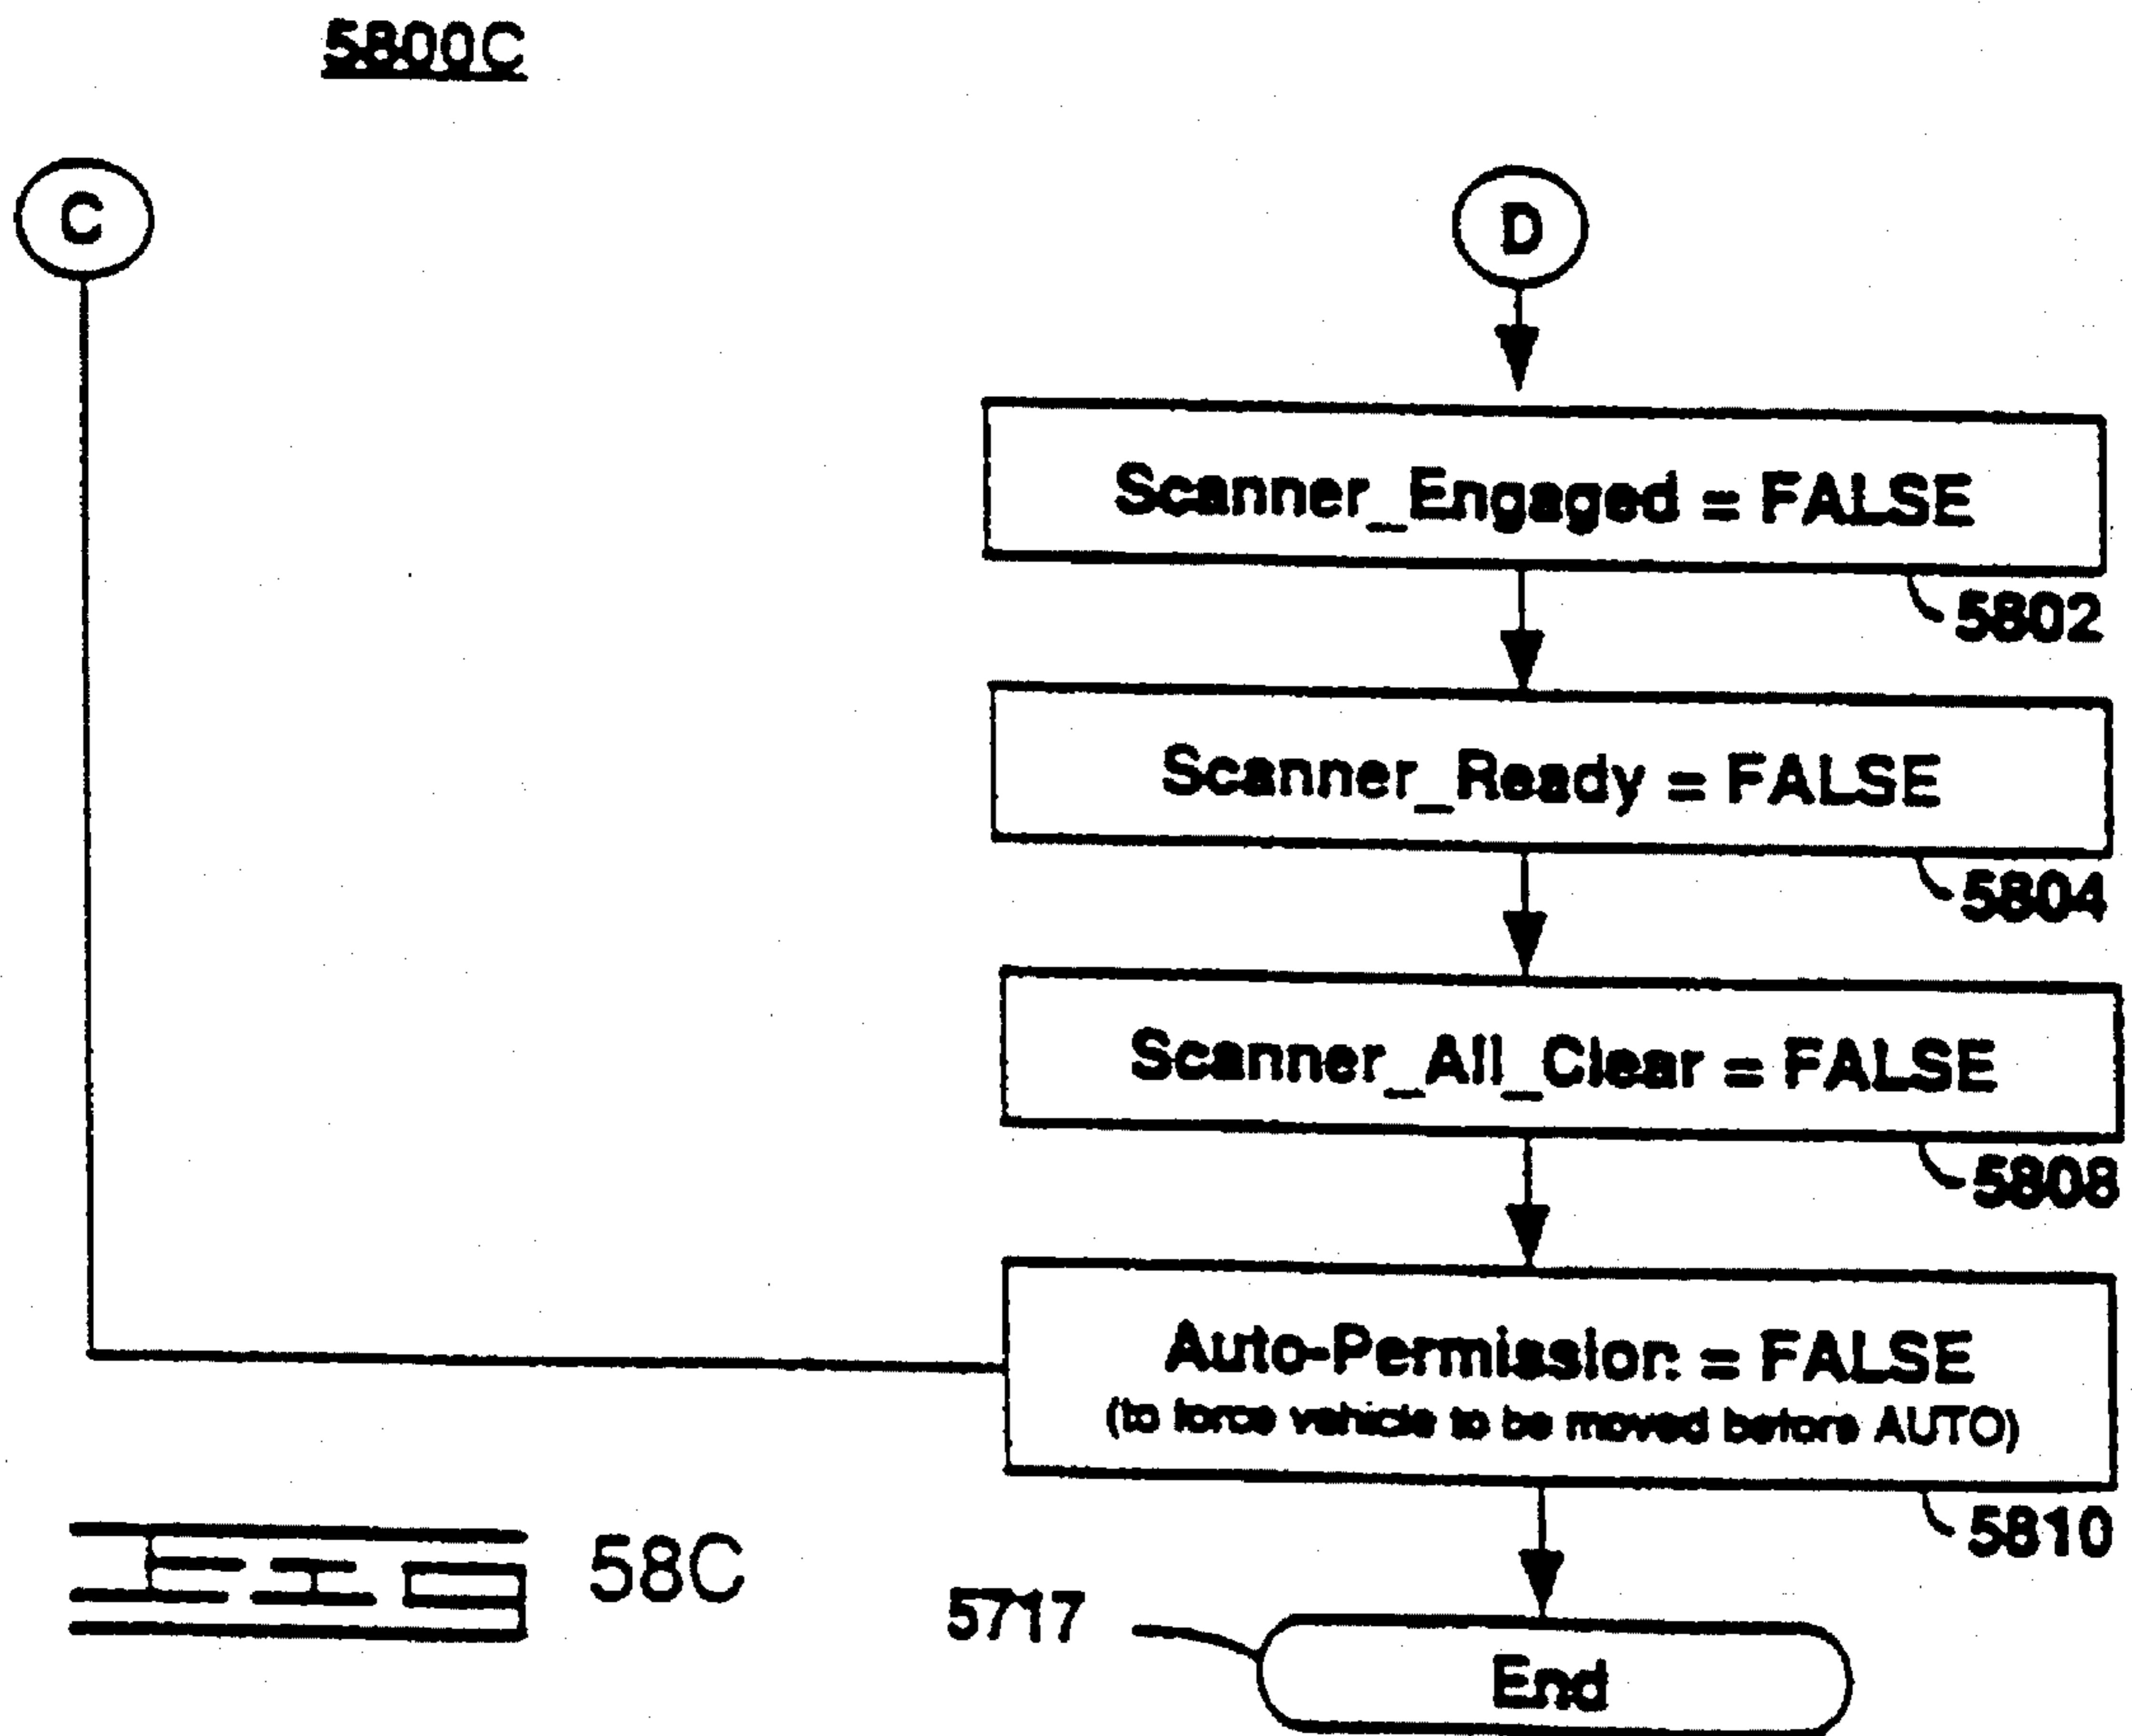 5800C
C
D
Scanner_Engaged = FALSE
5802
Scanner_Ready = FALSE
5804
Scanner_All_Clear = FALSE
5808
Auto-Permission = FALSE
(to force vehicle to be moved before AUTO)
5810
58C
5717
End